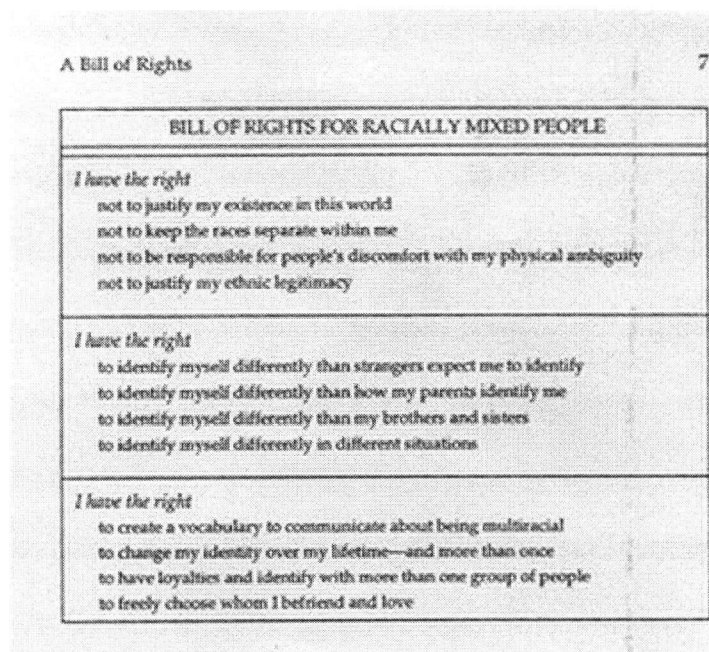 A Bill of Rights 7
BILL OF RIGHTS FOR RACIALLY MIXED PEOPLE
I have the right
not to justify my existence in this world
not to keep the races separate within me
not to be responsible for people's discomfort with my physical ambiguity
not to justify my ethnic legitimacy
I have the right
to identify myself differently than strangers expect me to identify
to identify myself differently than how my parents identify me
to identify myself differently than my brothers and sisters
to identify myself differently in different situations
I have the right
to create a vocabulary to communicate about being multiracial
to change my identity over my lifetime—and more than once
to have loyalties and identify with more than one group of people
to freely choose whom I befriend and love